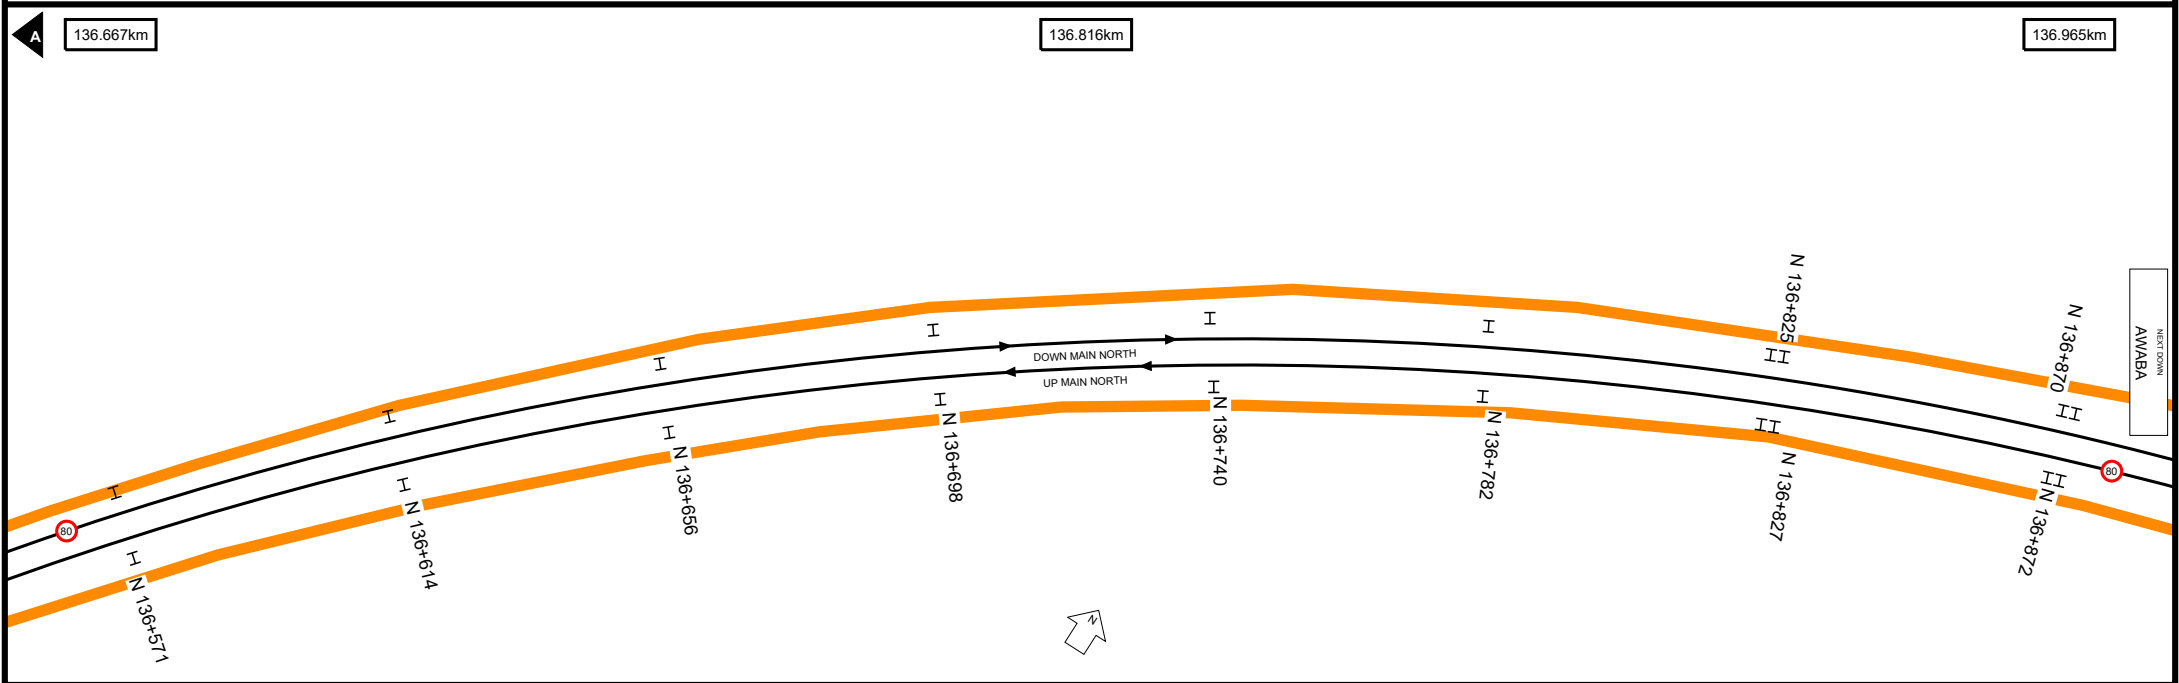 A
136.667km
136.816km
136.965km
N 136+825
N 136+870
NEXT DOWN
AWABA
DOWN MAIN NORTH
UP MAIN NORTH
80
80
N 136+571
N 136+614
N 136+656
N 136+698
N 136+740
N 136+782
N 136+827
N 136+872
N